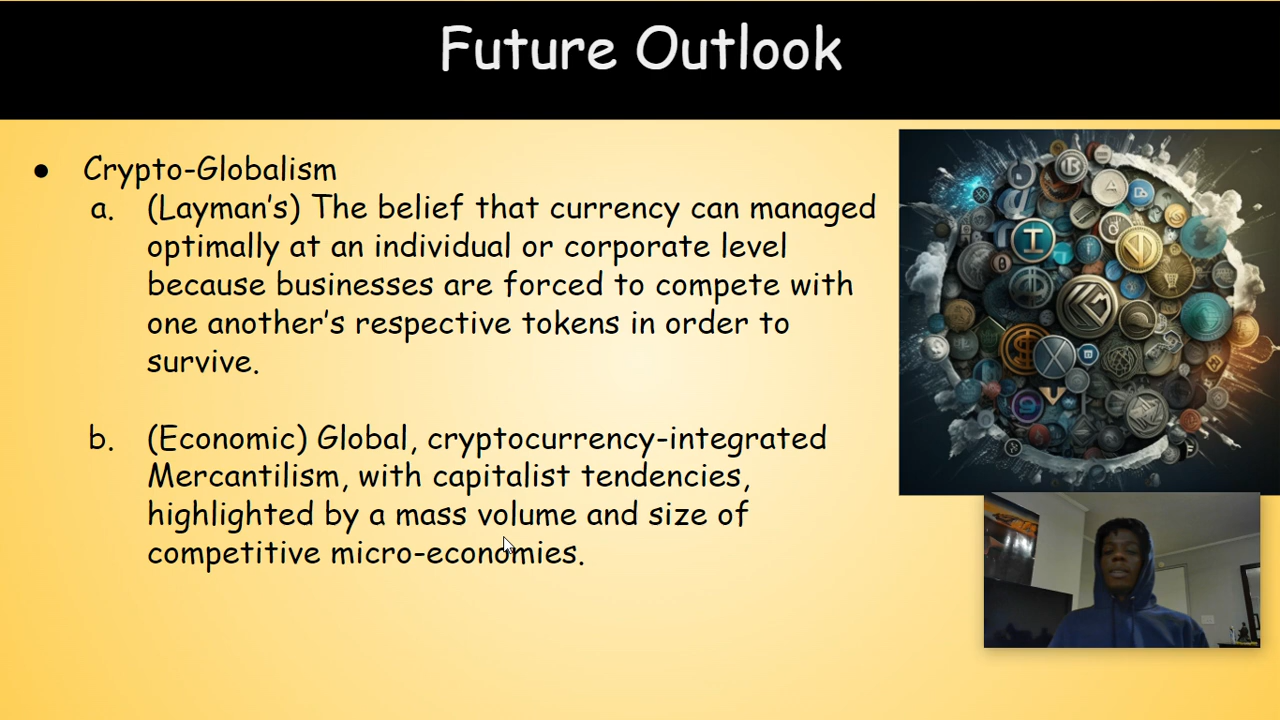 Future Outlook
● Crypto-Globalism
a. (Layman's) The belief that currency can managed
optimally at an individual or corporate level
because businesses are forced to compete with
one another's respective tokens in order to
survive.
b. (Economic) Global, cryptocurrency-integrated
Mercantilism, with capitalist tendencies,
highlighted by a mass volume and size of
competitive micro-economies.